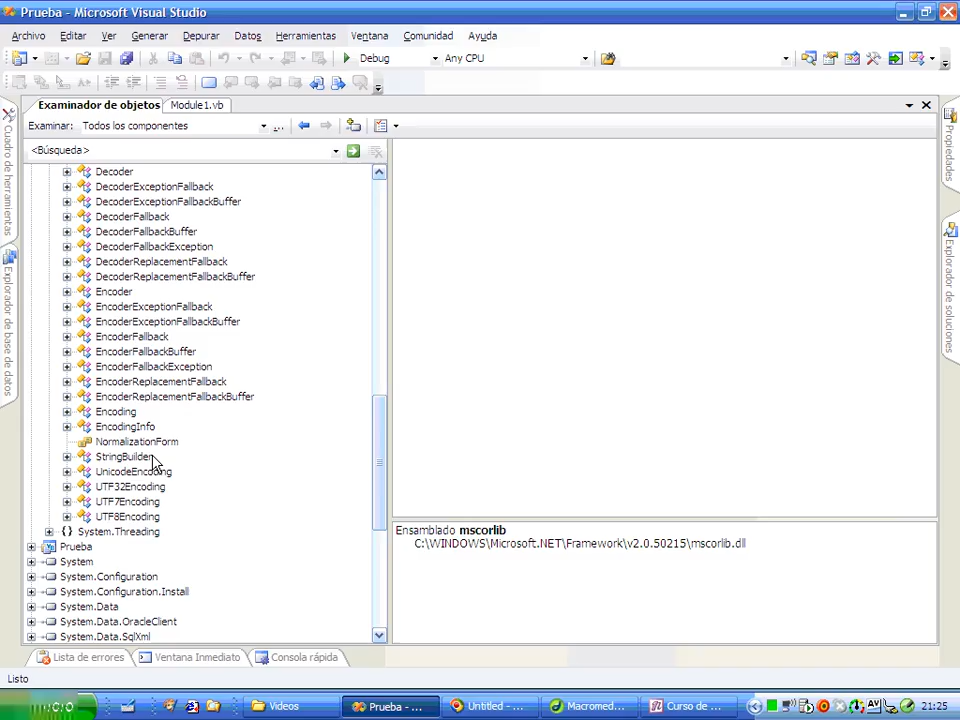 Prueba - Microsoft Visual Studio
Archivo Editar Ver Generar Depurar Datos Herramientas Ventana Comunidad Ayuda
Debug Any CPU
Examinador de objetos Module1.vb
Examinar: Todos los componentes ...
<Búsqueda>
Decoder
DecoderExceptionFallback
DecoderExceptionFallbackBuffer
DecoderFallback
DecoderFallbackBuffer
DecoderFallbackException
DecoderReplacementFallback
DecoderReplacementFallbackBuffer
Encoder
EncoderExceptionFallback
EncoderExceptionFallbackBuffer
EncoderFallback
EncoderFallbackBuffer
EncoderFallbackException
EncoderReplacementFallback
EncoderReplacementFallbackBuffer
Encoding
EncodingInfo
NormalizationForm
StringBuilder
UnicodeEncoding
UTF32Encoding
UTF7Encoding
UTF8Encoding
{} System.Threading
Prueba
System
System.Configuration
System.Configuration.Install
System.Data
System.Data.OracleClient
System.Data.SqlXml
Ensamblado mscorlib
C:\WINDOWS\Microsoft.NET\Framework\v2.0.50215\mscorlib.dll
Cuadro de herramientas
Explorador de base de datos
Propiedades
Explorador de soluciones
Lista de errores Ventana Inmediato Consola rápida
Listo
Inicio Videos Prueba - ... Untitled - ... Macromed... Curso de ... 21:25